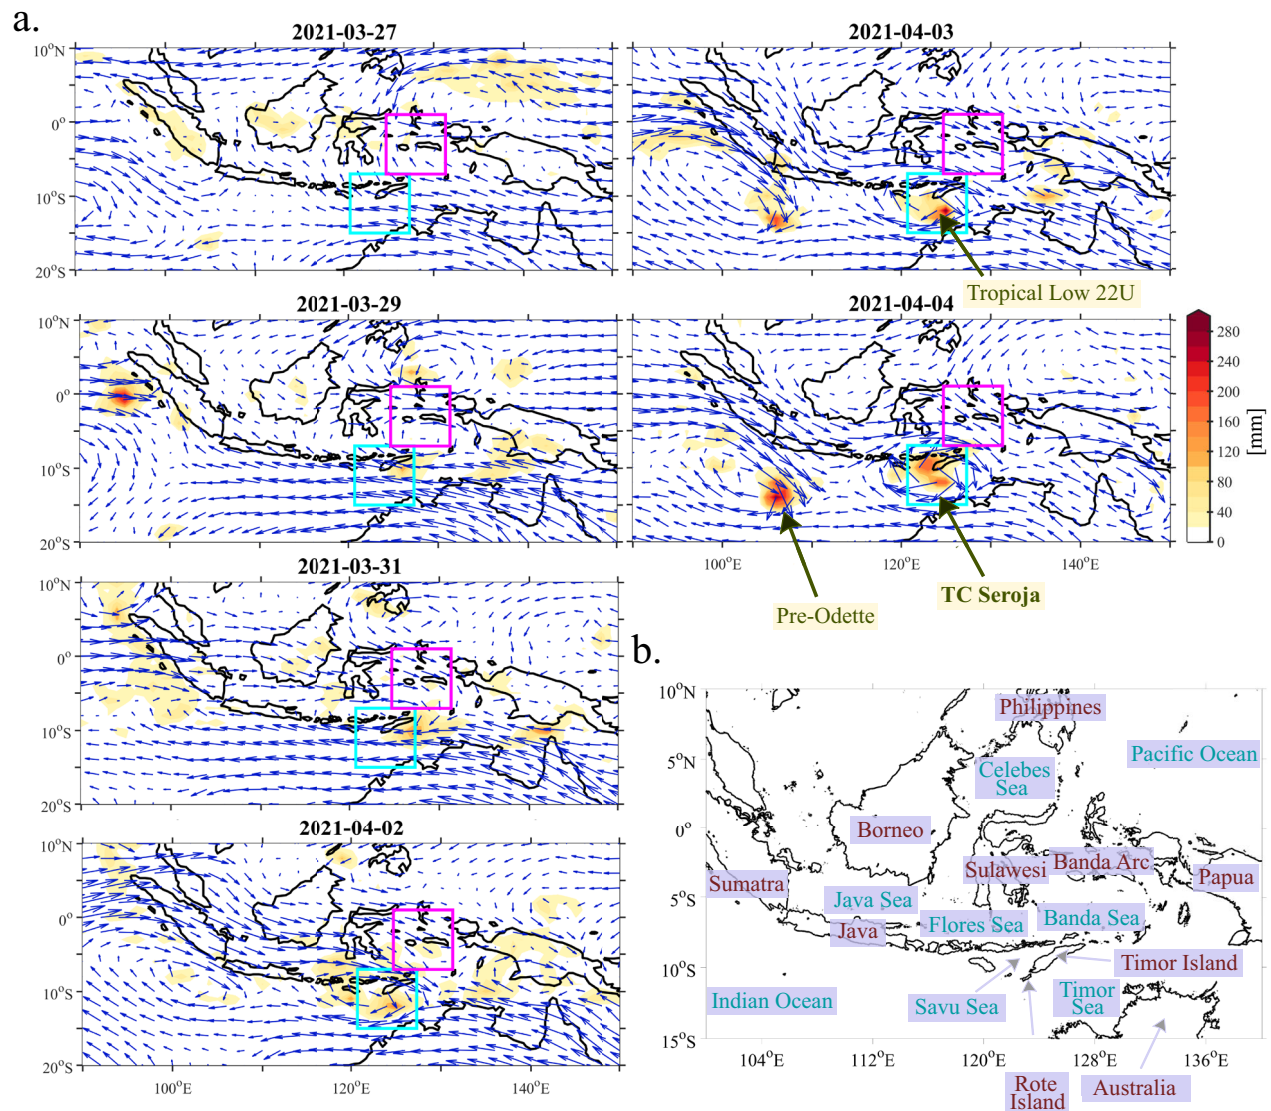 a.
2021-03-27
10°N
0°
10°S
20°S
2021-04-03
Tropical Low 22U
2021-03-29
10°N
0°
10°S
20°S
2021-04-04
100°E
120°E
140°E
TC Seroja
Pre-Odette
280
240
200
160
120
80
40
0
[mm]
2021-03-31
10°N
0°
10°S
20°S
2021-04-02
10°N
0°
10°S
20°S
100°E
120°E
140°E
b.
10°N
5°N
0°
5°S
10°S
15°S
104°E
112°E
120°E
128°E
136°E
Philippines
Pacific Ocean
Celebes
Sea
Borneo
Sulawesi
Banda Arc
Papua
Sumatra
Java Sea
Flores Sea
Banda Sea
Java
Timor Island
Indian Ocean
Savu Sea
Timor
Sea
Rote
Island
Australia